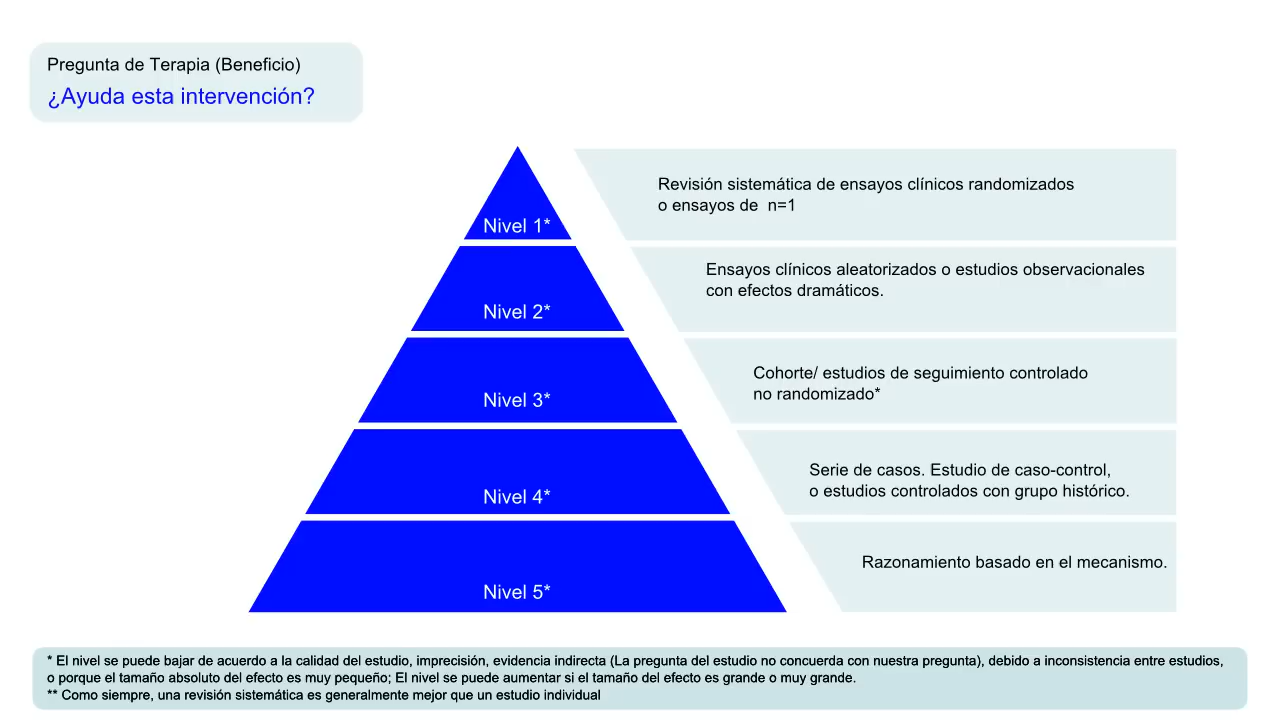 Pregunta de Terapia (Beneficio)
¿Ayuda esta intervención?
Nivel 1*
Revisión sistemática de ensayos clínicos randomizados
o ensayos de n=1
Nivel 2*
Ensayos clínicos aleatorizados o estudios observacionales
con efectos dramáticos.
Nivel 3*
Cohorte/ estudios de seguimiento controlado
no randomizado*
Nivel 4*
Serie de casos. Estudio de caso-control,
o estudios controlados con grupo histórico.
Nivel 5*
Razonamiento basado en el mecanismo.
* El nivel se puede bajar de acuerdo a la calidad del estudio, imprecisión, evidencia indirecta (La pregunta del estudio no concuerda con nuestra pregunta), debido a inconsistencia entre estudios,
o porque el tamaño absoluto del efecto es muy pequeño; El nivel se puede aumentar si el tamaño del efecto es grande o muy grande.
** Como siempre, una revisión sistemática es generalmente mejor que un estudio individual